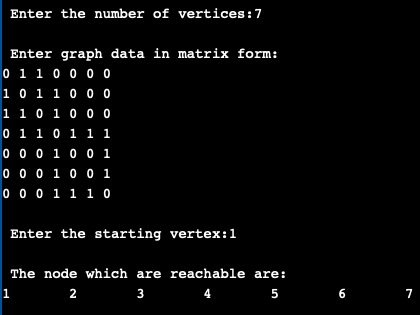 Enter the number of vertices:7
Enter graph data in matrix form:
0 1 1 0 0 0 0
1 0 1 1 0 0 0
1 1 0 1 0 0 0
0 1 1 0 1 1 1
0 0 0 1 0 0 1
0 0 0 1 0 0 1
0 0 0 1 1 1 0
Enter the starting vertex:1
The node which are reachable are:
1 2 3 4 5 6 7